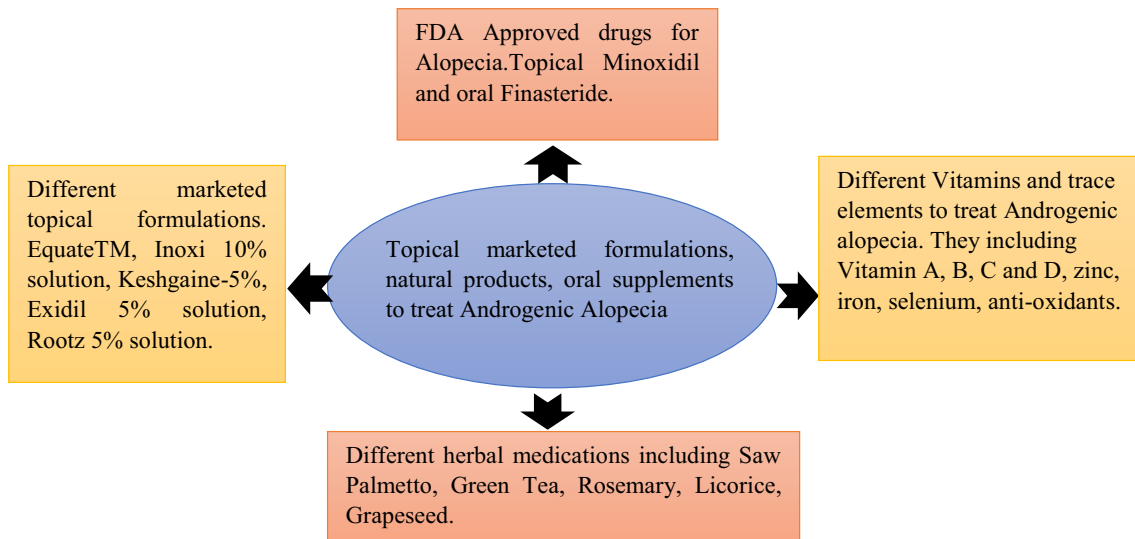 FDA Approved drugs for
Alopecia.Topical Minoxidil
and oral Finasteride.
Different marketed
topical formulations.
EquateTM, Inoxi 10%
solution, Keshgaine-5%,
Exidil 5% solution,
Rootz 5% solution.
Topical marketed formulations,
natural products, oral supplements
to treat Androgenic Alopecia
Different Vitamins and trace
elements to treat Androgenic
alopecia. They including
Vitamin A, B, C and D, zinc,
iron, selenium, anti-oxidants.
Different herbal medications including Saw
Palmetto, Green Tea, Rosemary, Licorice,
Grapeseed.